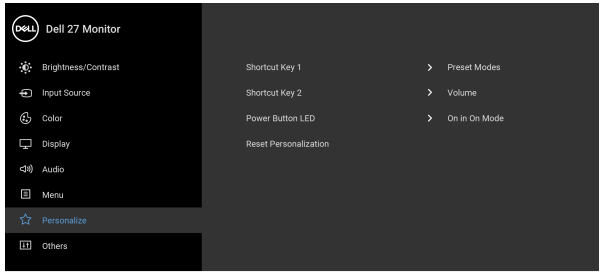 DELL Dell 27 Monitor
Brightness/Contrast
Input Source
Color
Display
Audio
Menu
Personalize
Others
Shortcut Key 1 > Preset Modes
Shortcut Key 2 > Volume
Power Button LED > On in On Mode
Reset Personalization